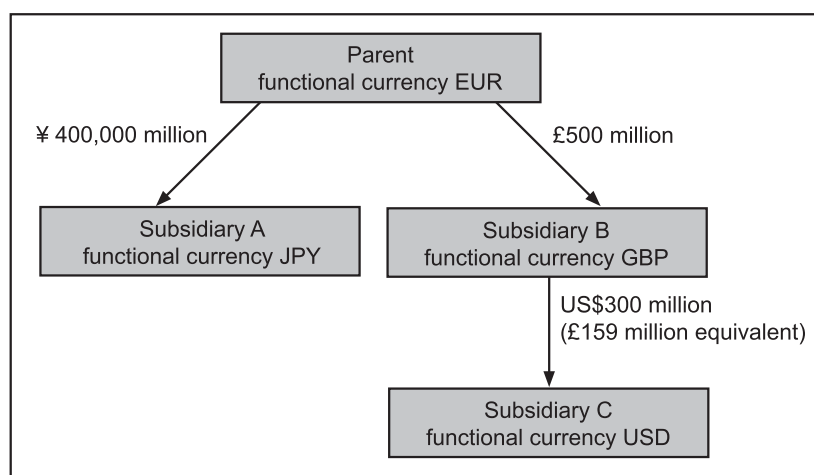 Parent
functional currency EUR
¥ 400,000 million
£500 million
Subsidiary A
functional currency JPY
Subsidiary B
functional currency GBP
US$300 million
(£159 million equivalent)
Subsidiary C
functional currency USD